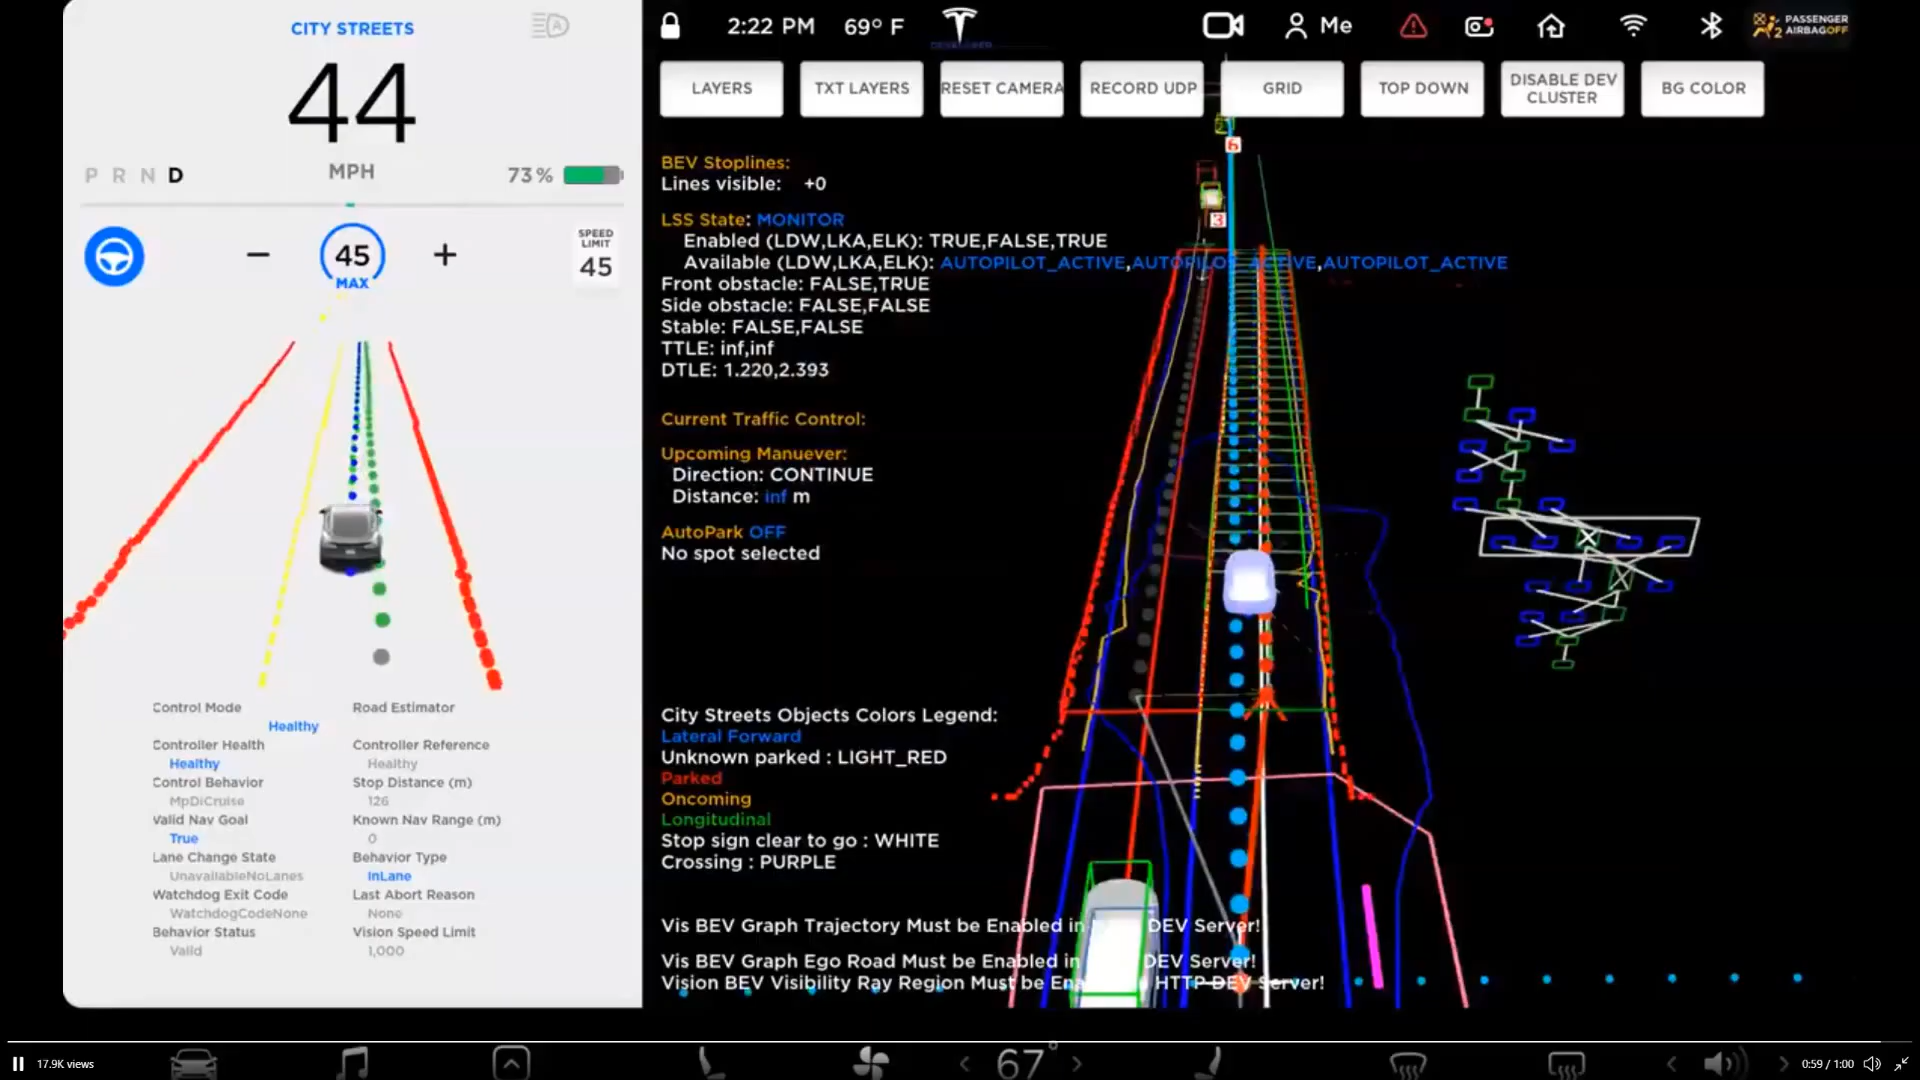 CITY STREETS
44
MPH
P R N D
73 %
45
MAX
SPEED
LIMIT
45
Control Mode
Healthy
Road Estimator
Controller Health
Healthy
Controller Reference
Healthy
Control Behavior
MpDiCruise
Stop Distance (m)
126
Valid Nav Goal
True
Known Nav Range (m)
0
Lane Change State
UnavailableNoLanes
Behavior Type
InLane
Watchdog Exit Code
WatchdogCodeNone
Last Abort Reason
None
Behavior Status
Valid
Vision Speed Limit
1,000
2:22 PM 69° F
Me
PASSENGER
AIRBAG OFF
LAYERS
TXT LAYERS
RESET CAMERA
RECORD UDP
GRID
TOP DOWN
DISABLE DEV
CLUSTER
BG COLOR
BEV Stoplines:
Lines visible: +0
LSS State: MONITOR
Enabled (LDW,LKA,ELK): TRUE,FALSE,TRUE
Available (LDW,LKA,ELK): AUTOPILOT_ACTIVE,AUTOPILOT_ACTIVE,AUTOPILOT_ACTIVE
Front obstacle: FALSE,TRUE
Side obstacle: FALSE,FALSE
Stable: FALSE,FALSE
TTLE: inf,inf
DTLE: 1.220,2.393
Current Traffic Control:
Upcoming Manuever:
Direction: CONTINUE
Distance: inf m
AutoPark OFF
No spot selected
6
3
City Streets Objects Colors Legend:
Lateral Forward
Unknown parked : LIGHT_RED
Parked
Oncoming
Longitudinal
Stop sign clear to go : WHITE
Crossing : PURPLE
Vis BEV Graph Trajectory Must be Enabled in DEV Server!
Vis BEV Graph Ego Road Must be Enabled in DEV Server!
Vision BEV Visibility Ray Region Must be Ena HTTP DEV Server!
17.9K views
67°
0:59 / 1:00